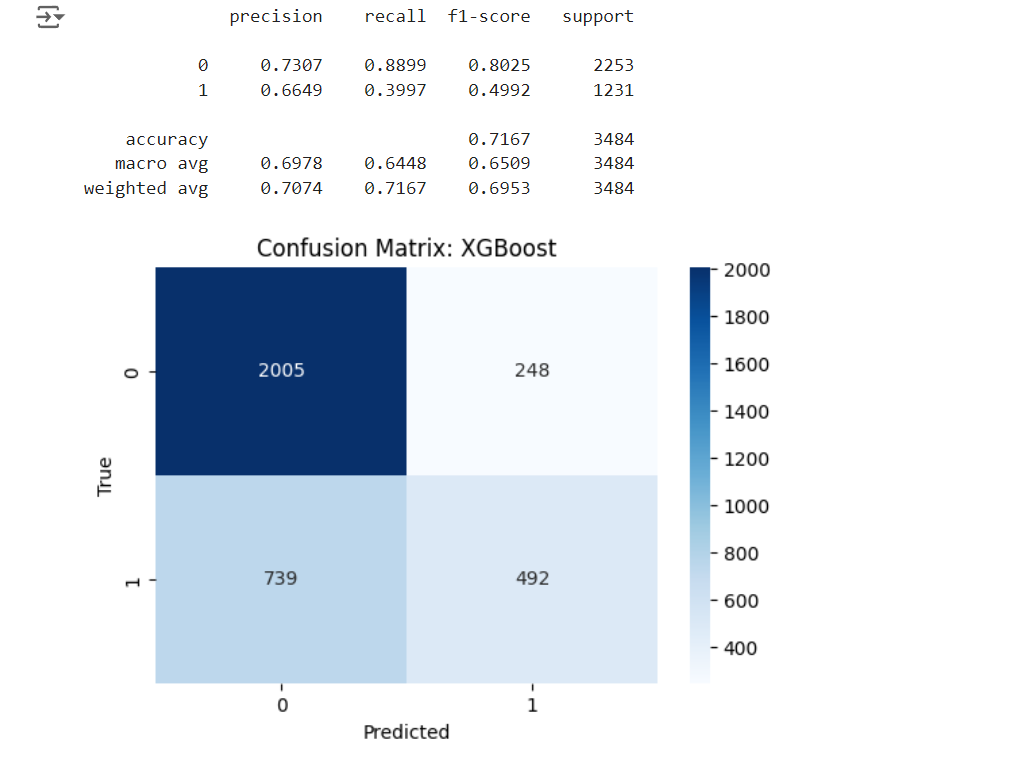 precision recall f1-score support
0 0.7307 0.8899 0.8025 2253
1 0.6649 0.3997 0.4992 1231
accuracy 0.7167 3484
macro avg 0.6978 0.6448 0.6509 3484
weighted avg 0.7074 0.7167 0.6953 3484
Confusion Matrix: XGBoost
2000
1800
1600
1400
1200
1000
800
600
400
True
0
1
2005 248
739 492
0 1
Predicted